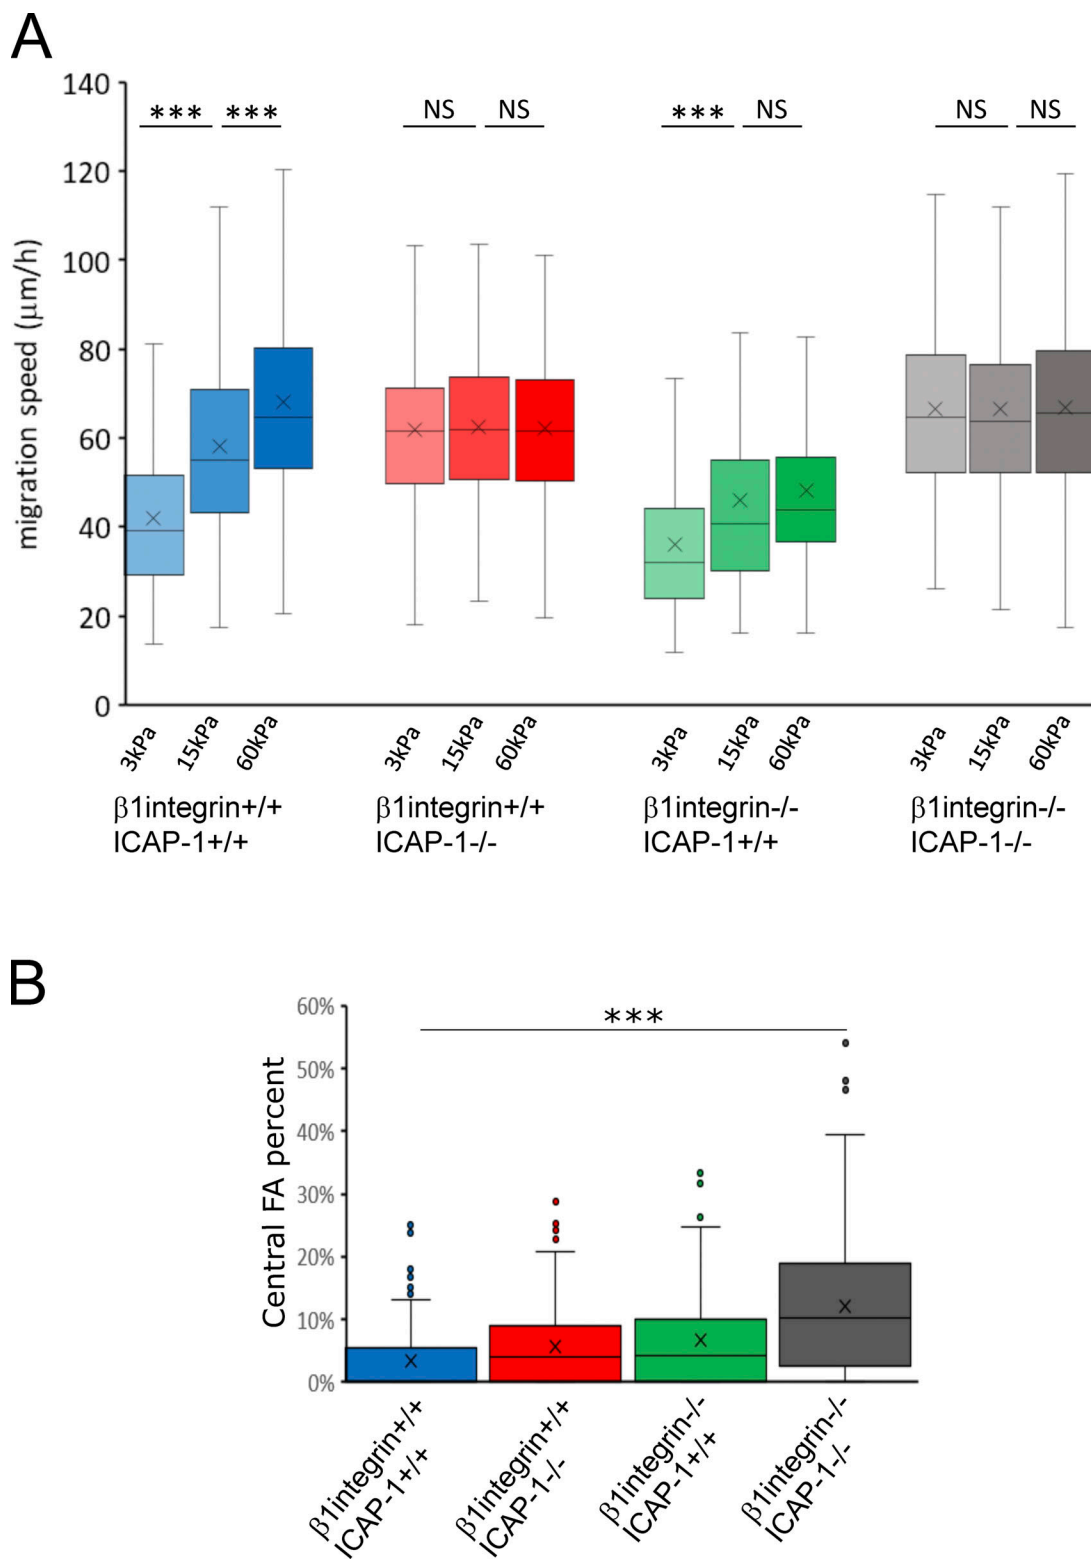 A
140
120
100
80
60
40
20
0
migration speed (μm/h)
*** ***
NS NS
*** NS
NS NS
3kPa 15kPa 60kPa
3kPa 15kPa 60kPa
3kPa 15kPa 60kPa
3kPa 15kPa 60kPa
β1integrin+/+
ICAP-1+/+
β1integrin+/+
ICAP-1-/-
β1integrin-/-
ICAP-1+/+
β1integrin-/-
ICAP-1-/-
B
60%
50%
40%
30%
20%
10%
0%
Central FA percent
***
β1integrin+/+
ICAP-1+/+
β1integrin+/+
ICAP-1-/-
β1integrin-/-
ICAP-1+/+
β1integrin-/-
ICAP-1-/-